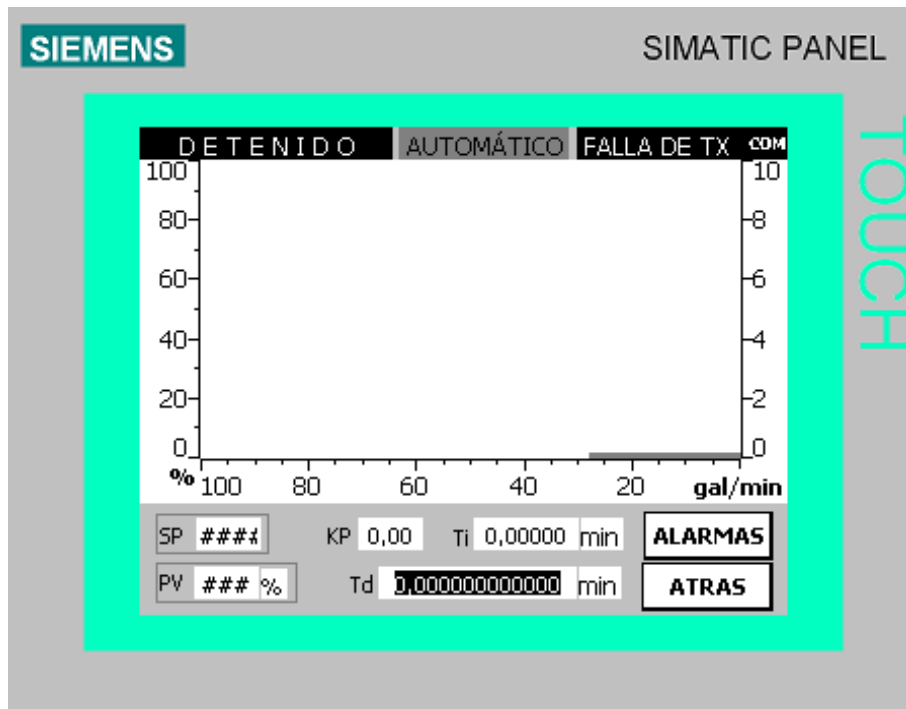 SIEMENS
SIMATIC PANEL
TOUCH
DETENIDO AUTOMÁTICO FALLA DE TX COM
100 10
80 8
60 6
40 4
20 2
0 0
% 100 80 60 40 20 gal/min
SP #### KP 0,00 Ti 0,00000 min ALARMAS
PV ### % Td 0,000000000000 min ATRAS